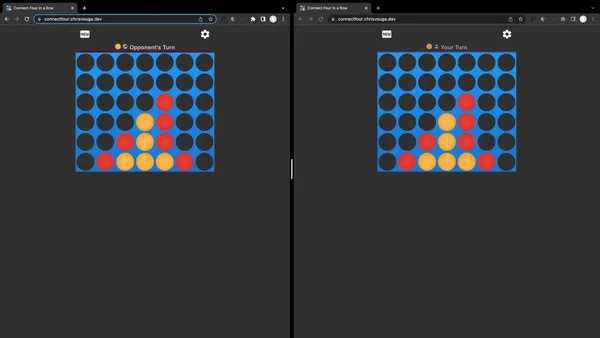 Connect Four in a Row
Connect Four in a Row
connectfour.chrisvouga.dev
connectfour.chrisvouga.dev
NEW
NEW
Opponent's Turn
Your Turn